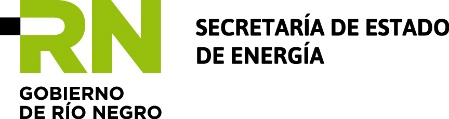 RN
GOBIERNO
DE RÍO NEGRO
SECRETARÍA DE ESTADO
DE ENERGÍA